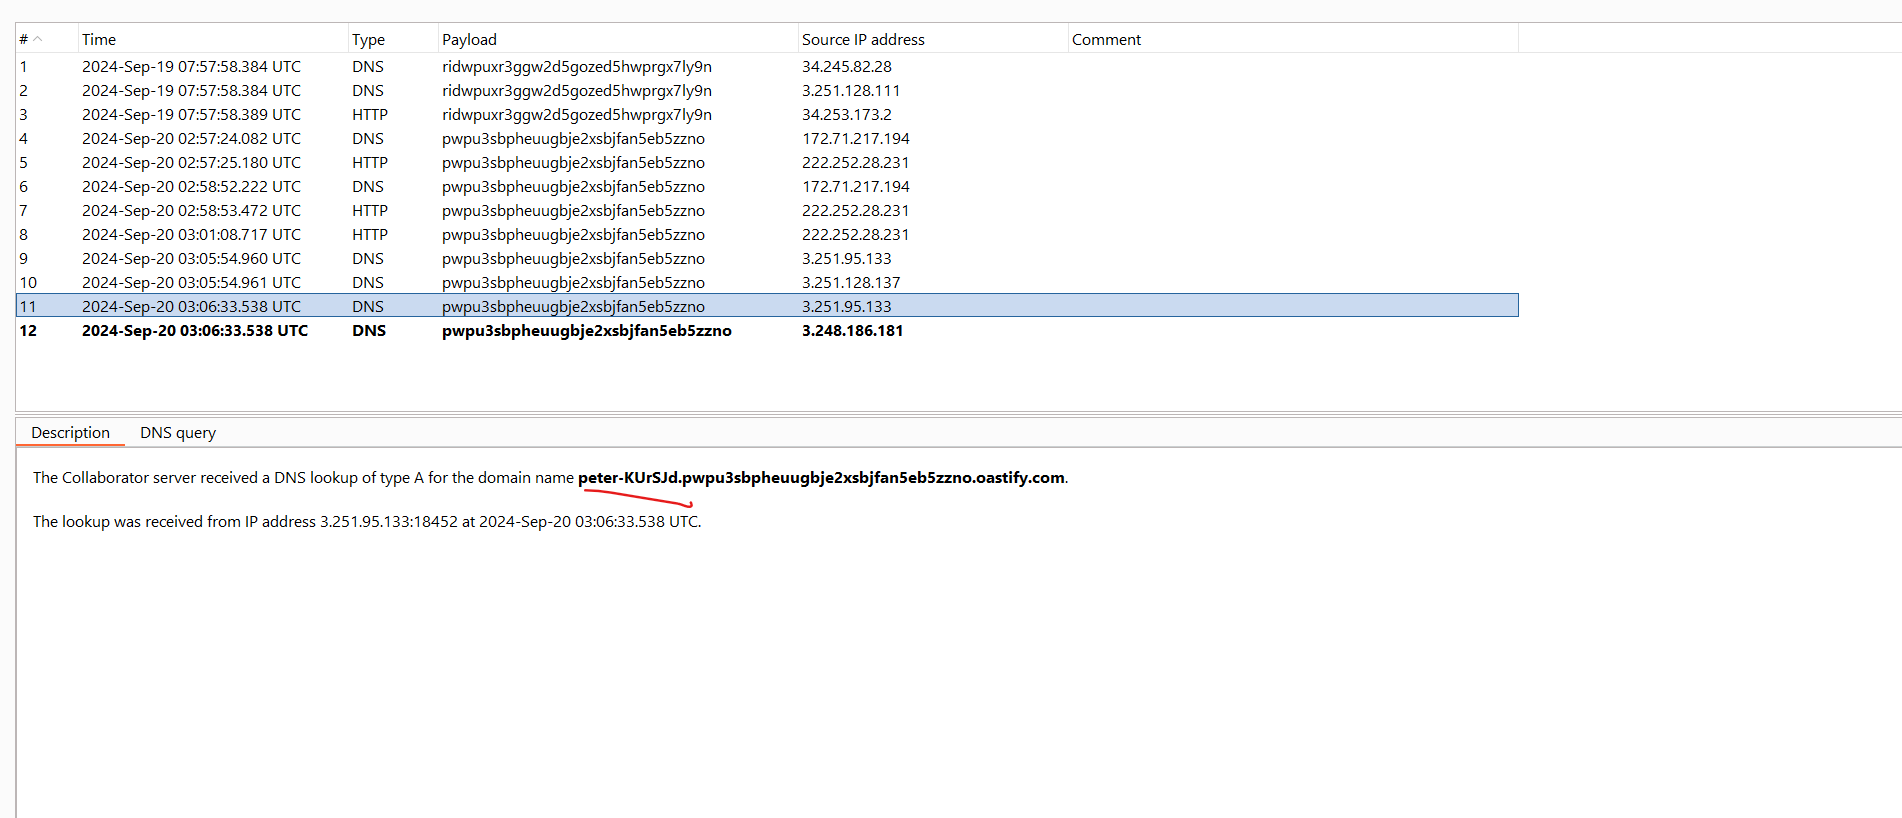 # Time Type Payload Source IP address Comment
1 2024-Sep-19 07:57:58.384 UTC DNS ridwpuxr3ggw2d5gozed5hwprgx7ly9n 34.245.82.28
2 2024-Sep-19 07:57:58.384 UTC DNS ridwpuxr3ggw2d5gozed5hwprgx7ly9n 3.251.128.111
3 2024-Sep-19 07:57:58.389 UTC HTTP ridwpuxr3ggw2d5gozed5hwprgx7ly9n 34.253.173.2
4 2024-Sep-20 02:57:24.082 UTC DNS pwpu3sbpheuugbje2xsbjfan5eb5zzno 172.71.217.194
5 2024-Sep-20 02:57:25.180 UTC HTTP pwpu3sbpheuugbje2xsbjfan5eb5zzno 222.252.28.231
6 2024-Sep-20 02:58:52.222 UTC DNS pwpu3sbpheuugbje2xsbjfan5eb5zzno 172.71.217.194
7 2024-Sep-20 02:58:53.472 UTC HTTP pwpu3sbpheuugbje2xsbjfan5eb5zzno 222.252.28.231
8 2024-Sep-20 03:01:08.717 UTC HTTP pwpu3sbpheuugbje2xsbjfan5eb5zzno 222.252.28.231
9 2024-Sep-20 03:05:54.960 UTC DNS pwpu3sbpheuugbje2xsbjfan5eb5zzno 3.251.95.133
10 2024-Sep-20 03:05:54.961 UTC DNS pwpu3sbpheuugbje2xsbjfan5eb5zzno 3.251.128.137
11 2024-Sep-20 03:06:33.538 UTC DNS pwpu3sbpheuugbje2xsbjfan5eb5zzno 3.251.95.133
12 2024-Sep-20 03:06:33.538 UTC DNS pwpu3sbpheuugbje2xsbjfan5eb5zzno 3.248.186.181
Description DNS query
The Collaborator server received a DNS lookup of type A for the domain name peter-KUrSJd.pwpu3sbpheuugbje2xsbjfan5eb5zzno.oastify.com.
The lookup was received from IP address 3.251.95.133:18452 at 2024-Sep-20 03:06:33.538 UTC.